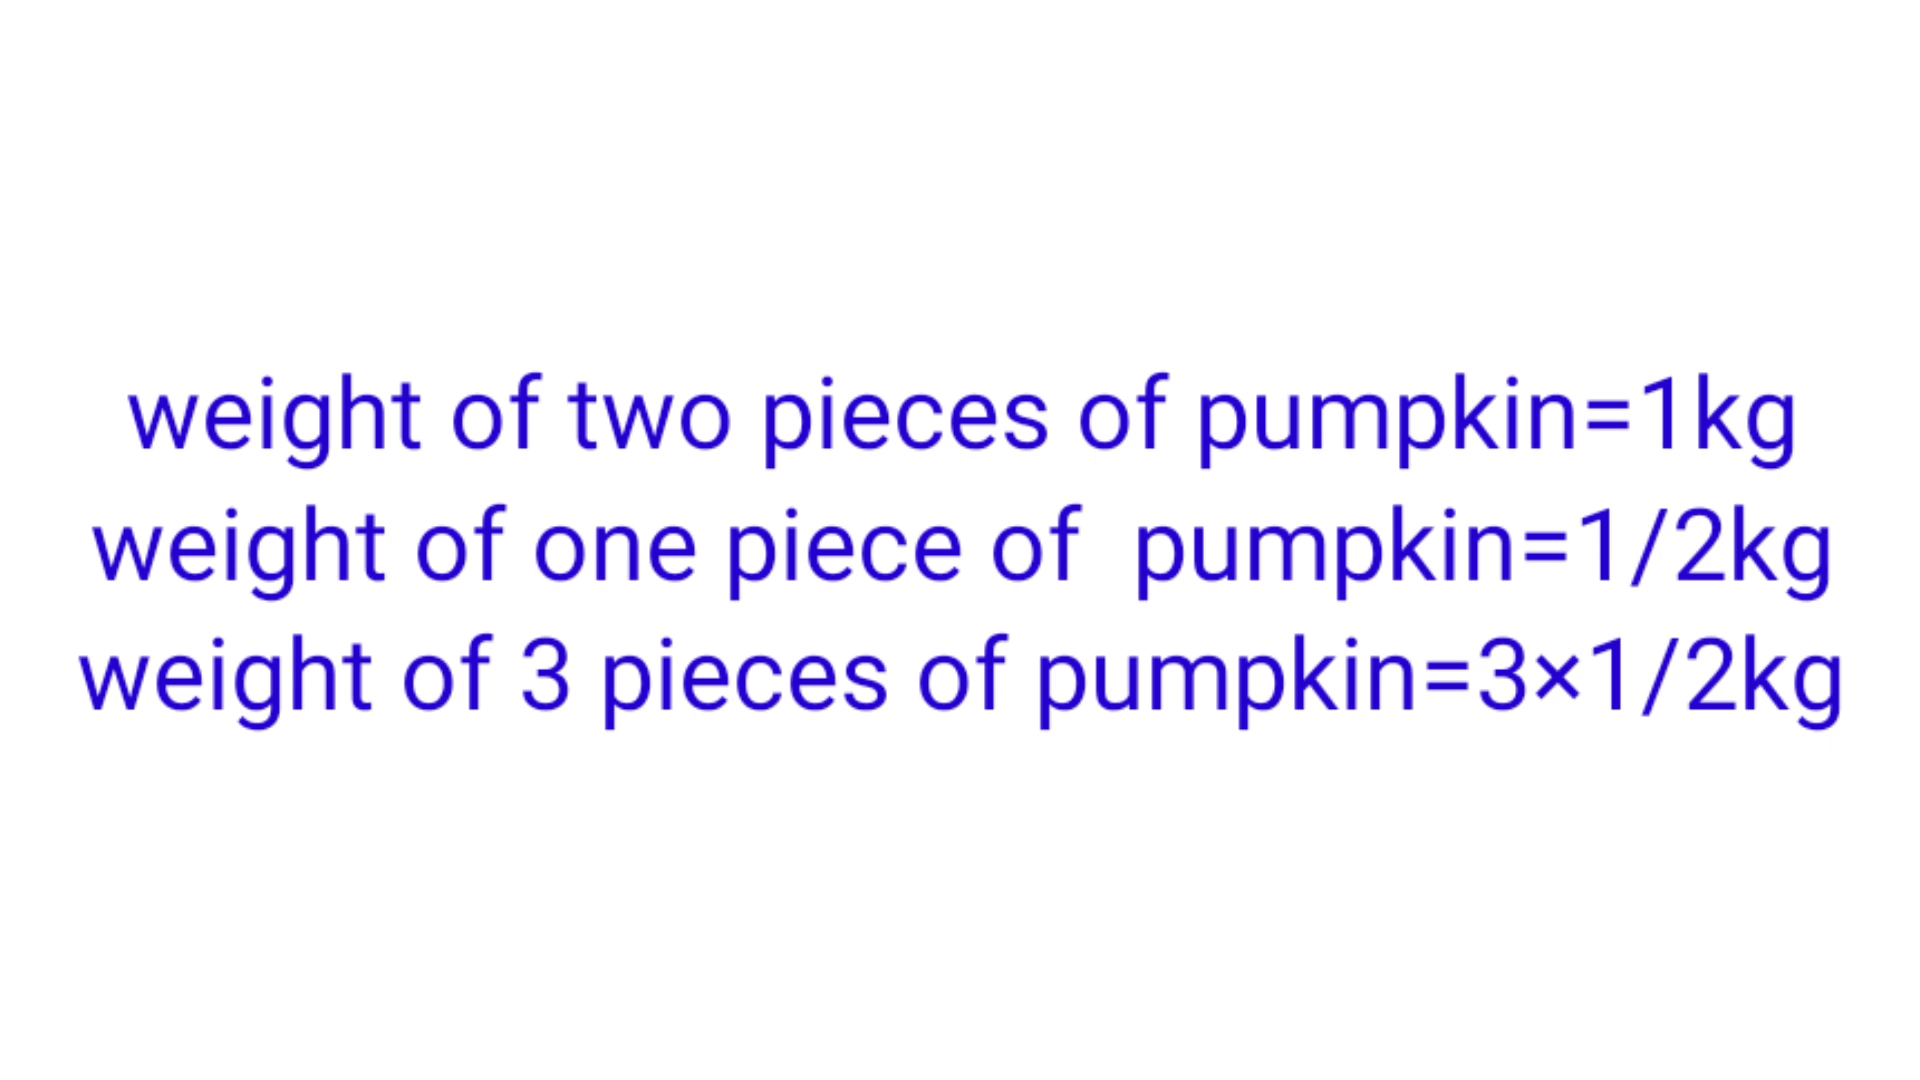 weight of two pieces of pumpkin=1kg
weight of one piece of  pumpkin=1/2kg
weight of 3 pieces of pumpkin=3×1/2kg